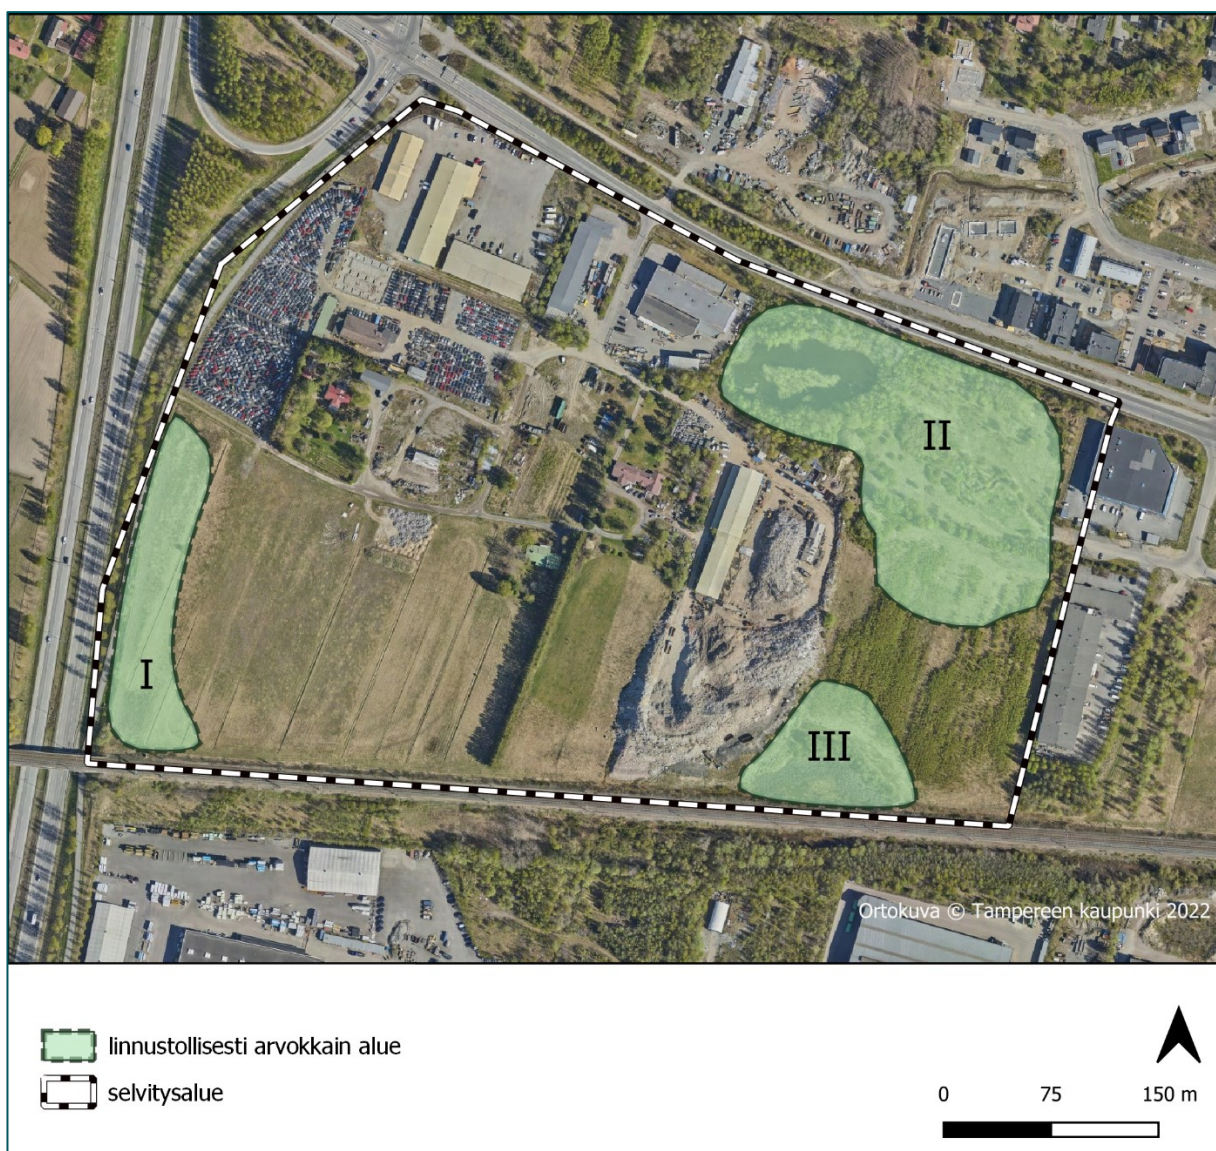 II
I
III
Ortokuva © Tampereen kaupunki 2022
linnustollisesti arvokkain alue
selvitysalue
0 75 150 m